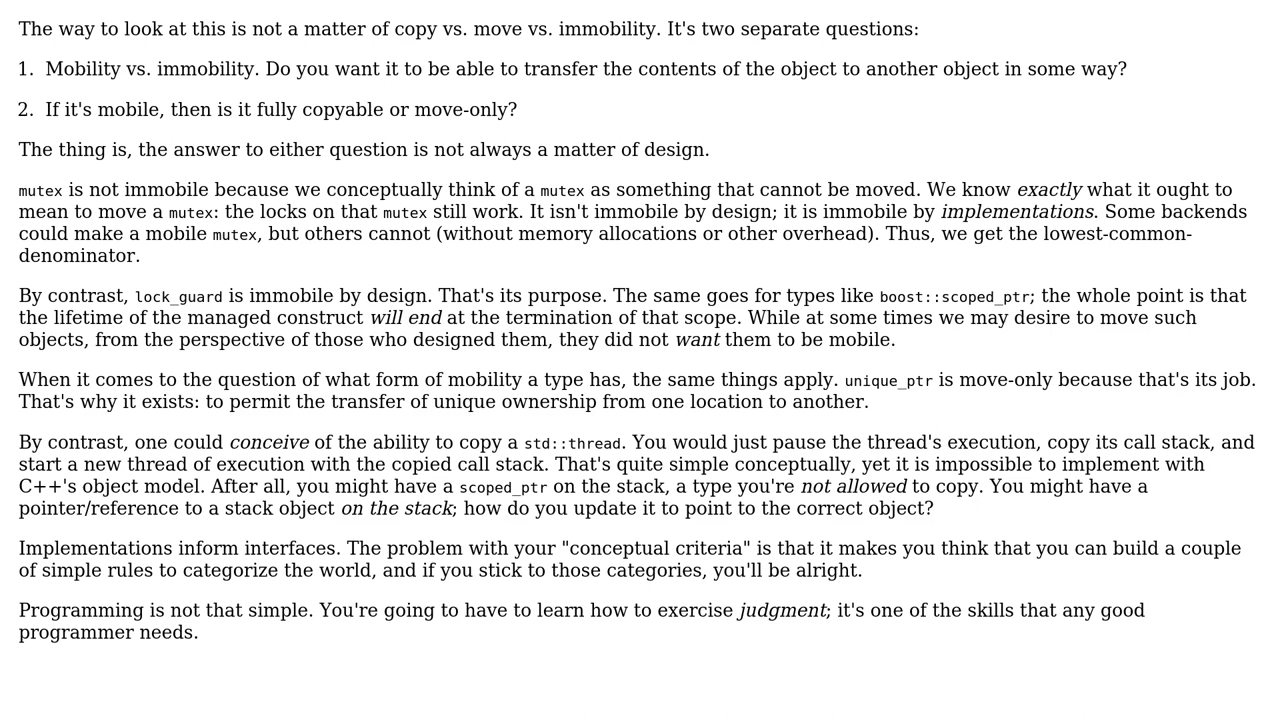 The way to look at this is not a matter of copy vs. move vs. immobility. It's two separate questions:
1. Mobility vs. immobility. Do you want it to be able to transfer the contents of the object to another object in some way?
2. If it's mobile, then is it fully copyable or move-only?
The thing is, the answer to either question is not always a matter of design.
mutex is not immobile because we conceptually think of a mutex as something that cannot be moved. We know exactly what it ought to
mean to move a mutex: the locks on that mutex still work. It isn't immobile by design; it is immobile by implementations. Some backends
could make a mobile mutex, but others cannot (without memory allocations or other overhead). Thus, we get the lowest-common-
denominator.
By contrast, lock_guard is immobile by design. That's its purpose. The same goes for types like boost::scoped_ptr; the whole point is that
the lifetime of the managed construct will end at the termination of that scope. While at some times we may desire to move such
objects, from the perspective of those who designed them, they did not want them to be mobile.
When it comes to the question of what form of mobility a type has, the same things apply. unique_ptr is move-only because that's its job.
That's why it exists: to permit the transfer of unique ownership from one location to another.
By contrast, one could conceive of the ability to copy a std::thread. You would just pause the thread's execution, copy its call stack, and
start a new thread of execution with the copied call stack. That's quite simple conceptually, yet it is impossible to implement with
C++'s object model. After all, you might have a scoped_ptr on the stack, a type you're not allowed to copy. You might have a
pointer/reference to a stack object on the stack; how do you update it to point to the correct object?
Implementations inform interfaces. The problem with your "conceptual criteria" is that it makes you think that you can build a couple
of simple rules to categorize the world, and if you stick to those categories, you'll be alright.
Programming is not that simple. You're going to have to learn how to exercise judgment; it's one of the skills that any good
programmer needs.